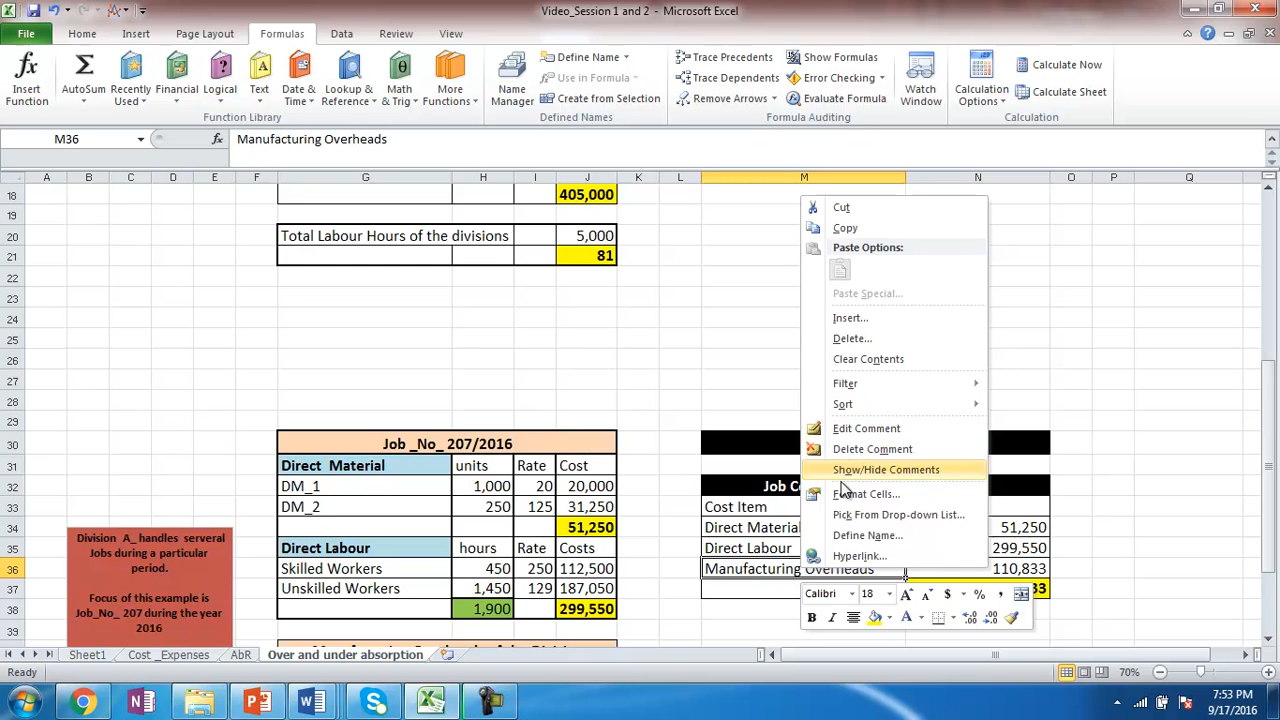 Video_Session 1 and 2 - Microsoft Excel
File Home Insert Page Layout Formulas Data Review View
Insert Function
AutoSum
Recently Used
Financial
Logical
Text
Date & Time
Lookup & Reference
Math & Trig
More Functions
Function Library
Name Manager
Define Name
Use in Formula
Create from Selection
Defined Names
Trace Precedents
Trace Dependents
Remove Arrows
Show Formulas
Error Checking
Evaluate Formula
Formula Auditing
Watch Window
Calculation Options
Calculate Now
Calculate Sheet
Calculation
M36 fx Manufacturing Overheads
A B C D E F G H I J K L M N O P Q
18 405,000
19
20 Total Labour Hours of the divisions 5,000
21 81
22
23
24
25
26
27
28
29
30 Job _No_ 207/2016
31 Direct Material units Rate Cost
32 DM_1 1,000 20 20,000 Job Co
33 DM_2 250 125 31,250 Cost Item
34 51,250 Direct Material 51,250
35 Direct Labour hours Rate Costs Direct Labour 299,550
36 Skilled Workers 450 250 112,500 Manufacturing Overheads 110,833
37 Unskilled Workers 1,450 129 187,050 33
38 1,900 299,550
39
Division A_ handles serveral
Jobs during a particular
period.
Focus of this example is
Job_No_ 207 during the year
2016
Cut
Copy
Paste Options:
Paste Special...
Insert...
Delete...
Clear Contents
Filter
Sort
Edit Comment
Delete Comment
Show/Hide Comments
Format Cells...
Pick From Drop-down List...
Define Name...
Hyperlink...
Calibri 18 A A $ % ,
B I A
Sheet1 Cost _Expenses AbR Over and under absorption
Ready 70%
7:53 PM
9/17/2016